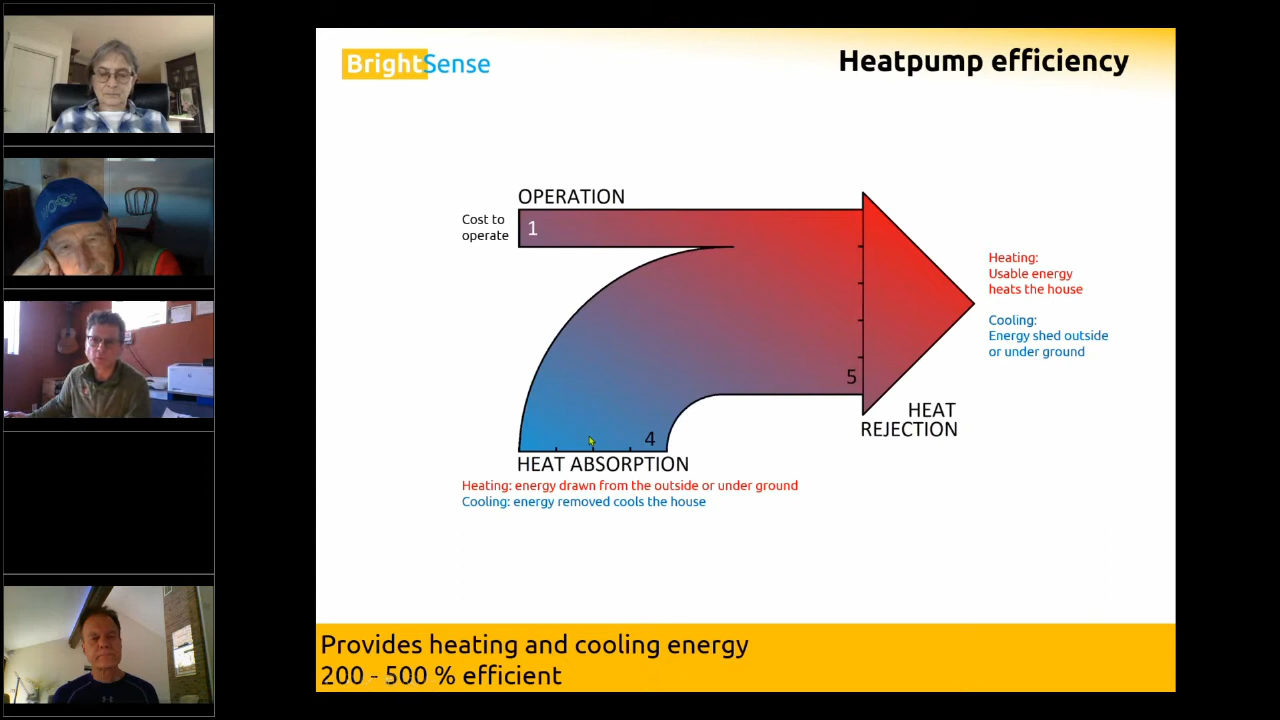 BrightSense
Heatpump efficiency
OPERATION
Cost to
operate
1
Heating:
Usable energy
heats the house
Cooling:
Energy shed outside
or under ground
5
HEAT
REJECTION
4
HEAT ABSORPTION
Heating: energy drawn from the outside or under ground
Cooling: energy removed cools the house
Provides heating and cooling energy
200 - 500 % efficient